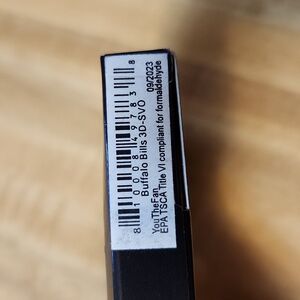 8 10008 49783 8
Buffalo Bills 3D-SVO
YouTheFan 09/2023
EPA TSCA Title VI compliant for formaldehyde